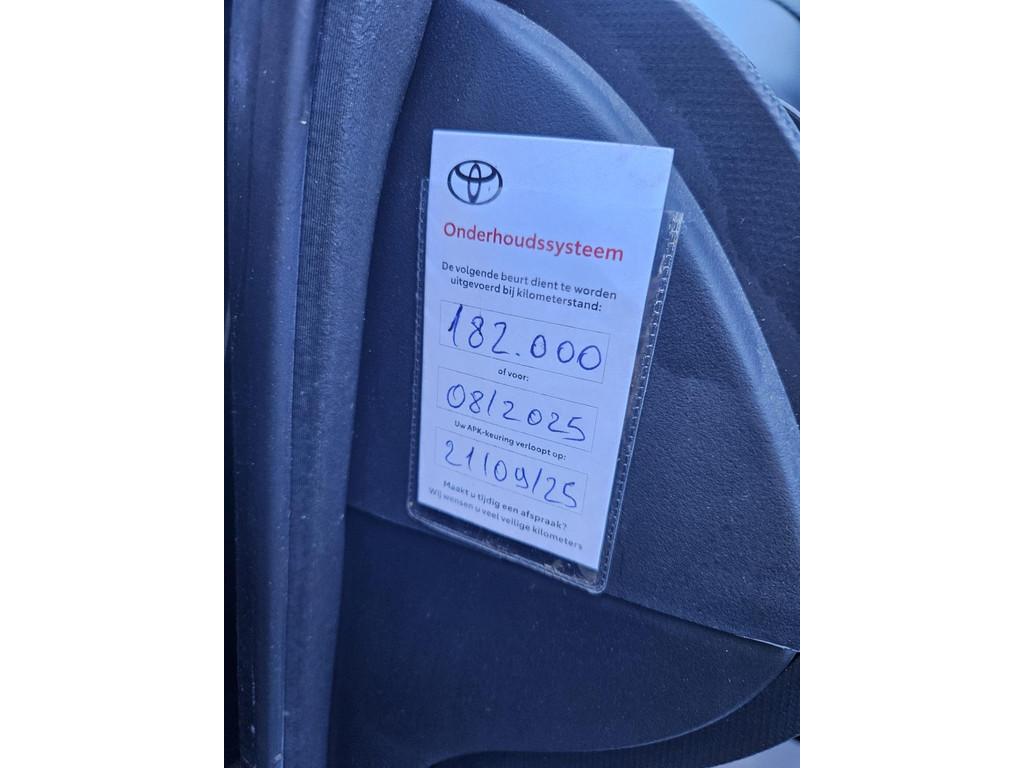 Onderhoudssysteem
De volgende beurt dient te worden
uitgevoerd bij kilometerstand:
182.000
of voor:
08/2025
Uw APK-keuring verloopt op:
21/09/25
Maakt u tijdig een afspraak?
Wij wensen u veel veilige kilometers